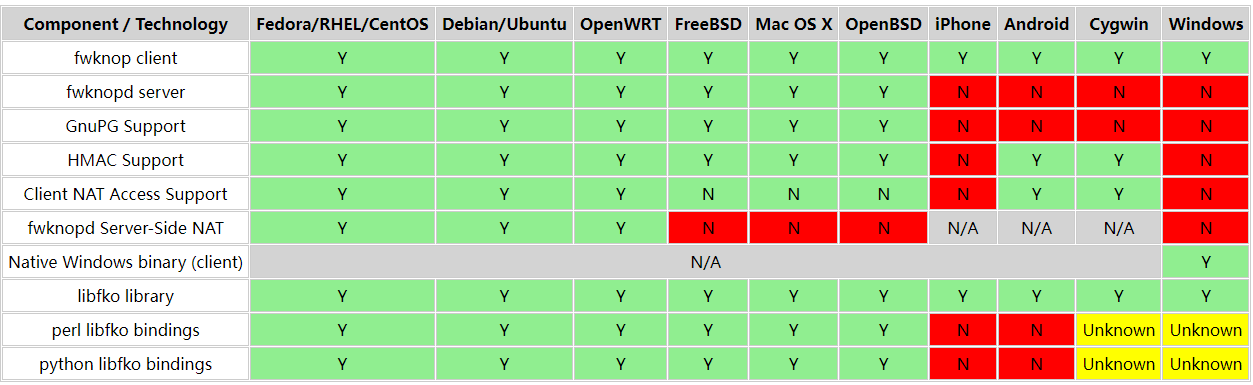 Component / Technology Fedora/RHEL/CentOS Debian/Ubuntu OpenWRT FreeBSD Mac OS X OpenBSD iPhone Android Cygwin Windows
fwknop client Y Y Y Y Y Y Y Y Y Y
fwknopd server Y Y Y Y Y Y N N N N
GnuPG Support Y Y Y Y Y Y N N N N
HMAC Support Y Y Y Y Y Y N Y Y N
Client NAT Access Support Y Y Y N N N N Y Y N
fwknopd Server-Side NAT Y Y Y N N N N/A N/A N/A N
Native Windows binary (client) N/A Y
libfko library Y Y Y Y Y Y Y Y Y Y
perl libfko bindings Y Y Y Y Y Y N N Unknown Unknown
python libfko bindings Y Y Y Y Y Y N N Unknown Unknown